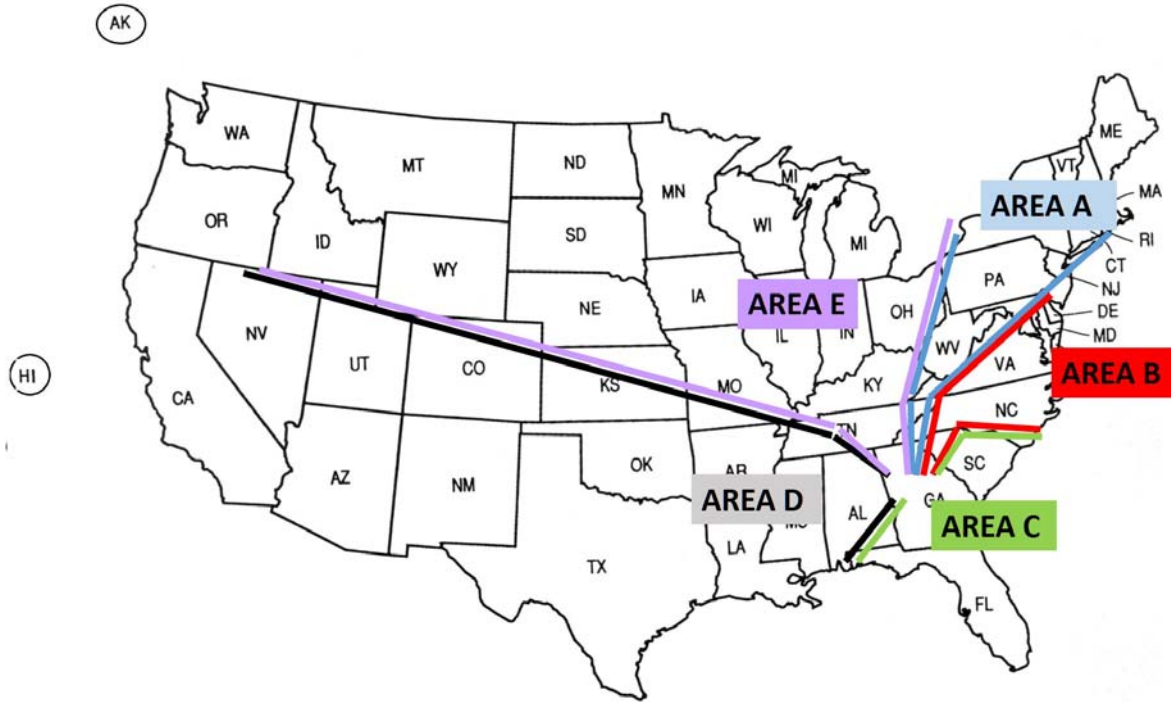 AK
WA
MT
ND
MN
MI
ME
VT
MA
AREA A
OR
ID
SD
WI
MI
RI
CT
WY
PA
NJ
IA
AREA E
OH
NE
DE
MD
NV
IL
IN
WV
UT
CO
VA
HI
KS
MO
KY
AREA B
CA
NC
TN
OK
AR
SC
AZ
NM
AREA D
GA
MS
AL
AREA C
LA
TX
FL